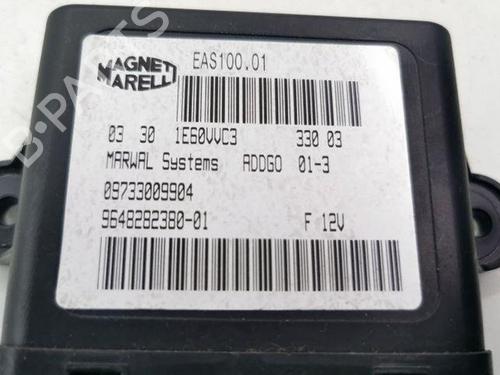 MAGNETI MARELLI
EAS100.01
03 30 1E60VVC3 330 03
MARWAL Systems ADDGO 01-3
09733009904
9648282380-01 F 12V
B-PARTS